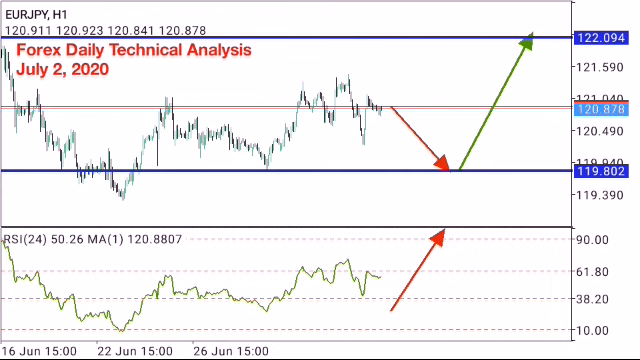 EURJPY, H1
120.911 120.923 120.841 120.878
Forex Daily Technical Analysis
July 2, 2020
122.094
121.590
121.040
120.878
120.490
119.940
119.802
119.390
RSI(24) 50.26 MA(1) 120.8807
90.00
61.80
38.20
10.00
16 Jun 15:00 22 Jun 15:00 26 Jun 15:00